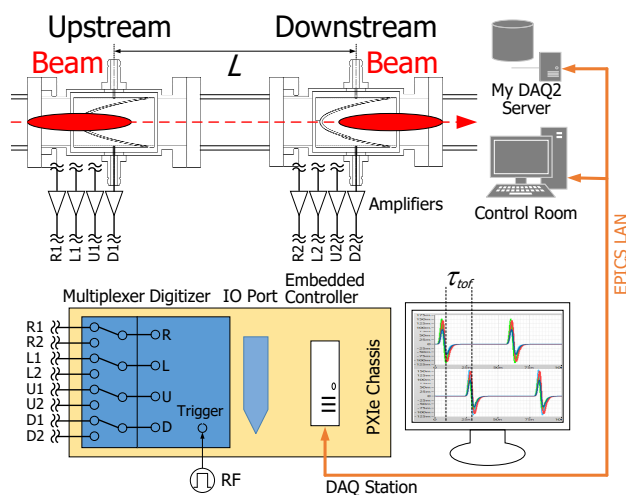 Upstream
Downstream
Beam
L
Beam
My DAQ2
Server
Control Room
Amplifiers
R1
L1
U1
D1
R2
L2
U2
D2
EPICS LAN
Multiplexer
Digitizer
IO Port
Embedded
Controller
R1
R2
L1
L2
U1
U2
D1
D2
R
L
U
D
Trigger
PXIe Chassis
RF
DAQ Station
τtof